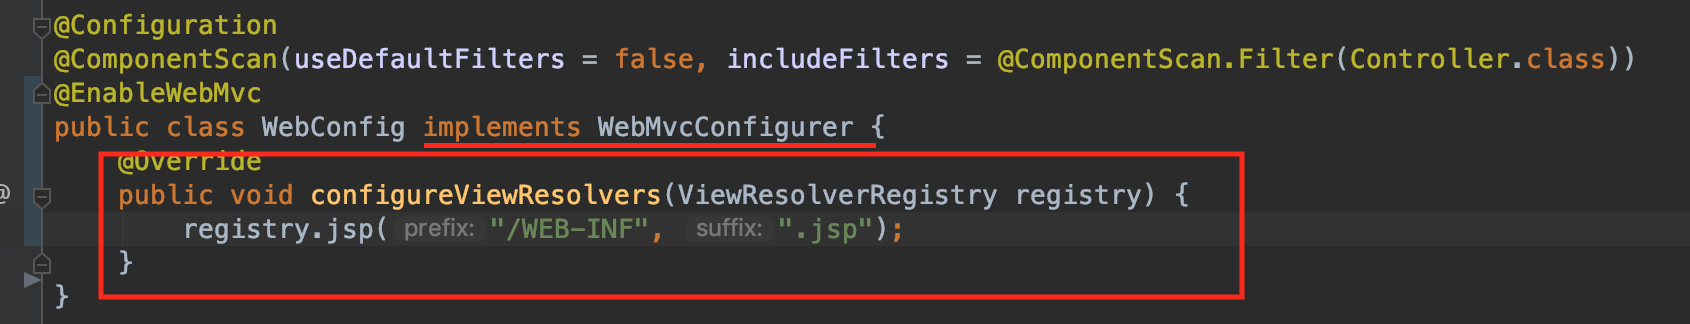 @Configuration
@ComponentScan(useDefaultFilters = false, includeFilters = @ComponentScan.Filter(Controller.class))
@EnableWebMvc
public class WebConfig implements WebMvcConfigurer {
@Override
@ public void configureViewResolvers(ViewResolverRegistry registry) {
registry.jsp( prefix: "/WEB-INF", suffix: ".jsp");
}
}